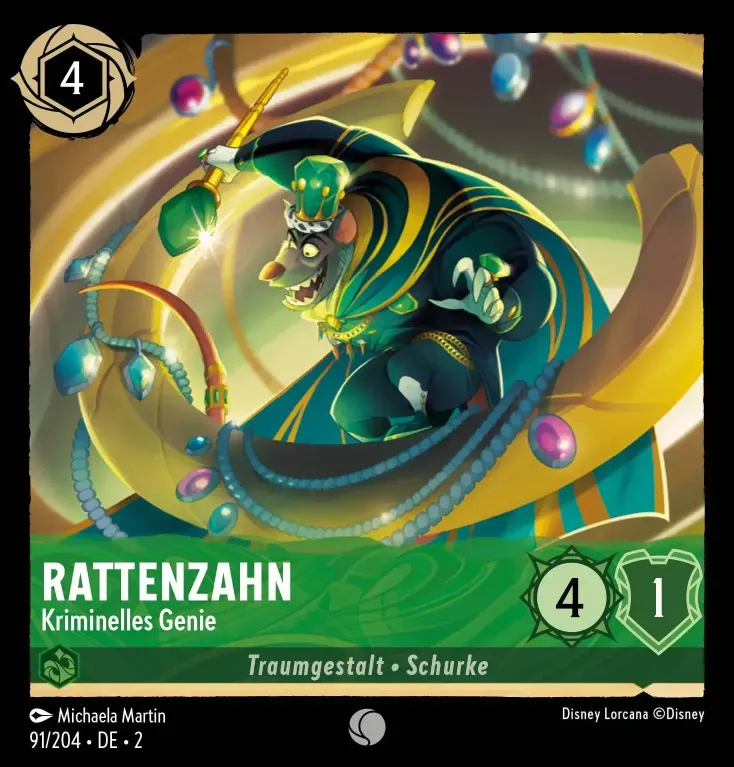 4
RATTENZAHN
Kriminelles Genie
4
1
Traumgestalt • Schurke
Michaela Martin
Disney Lorcana ©Disney
91/204 • DE • 2